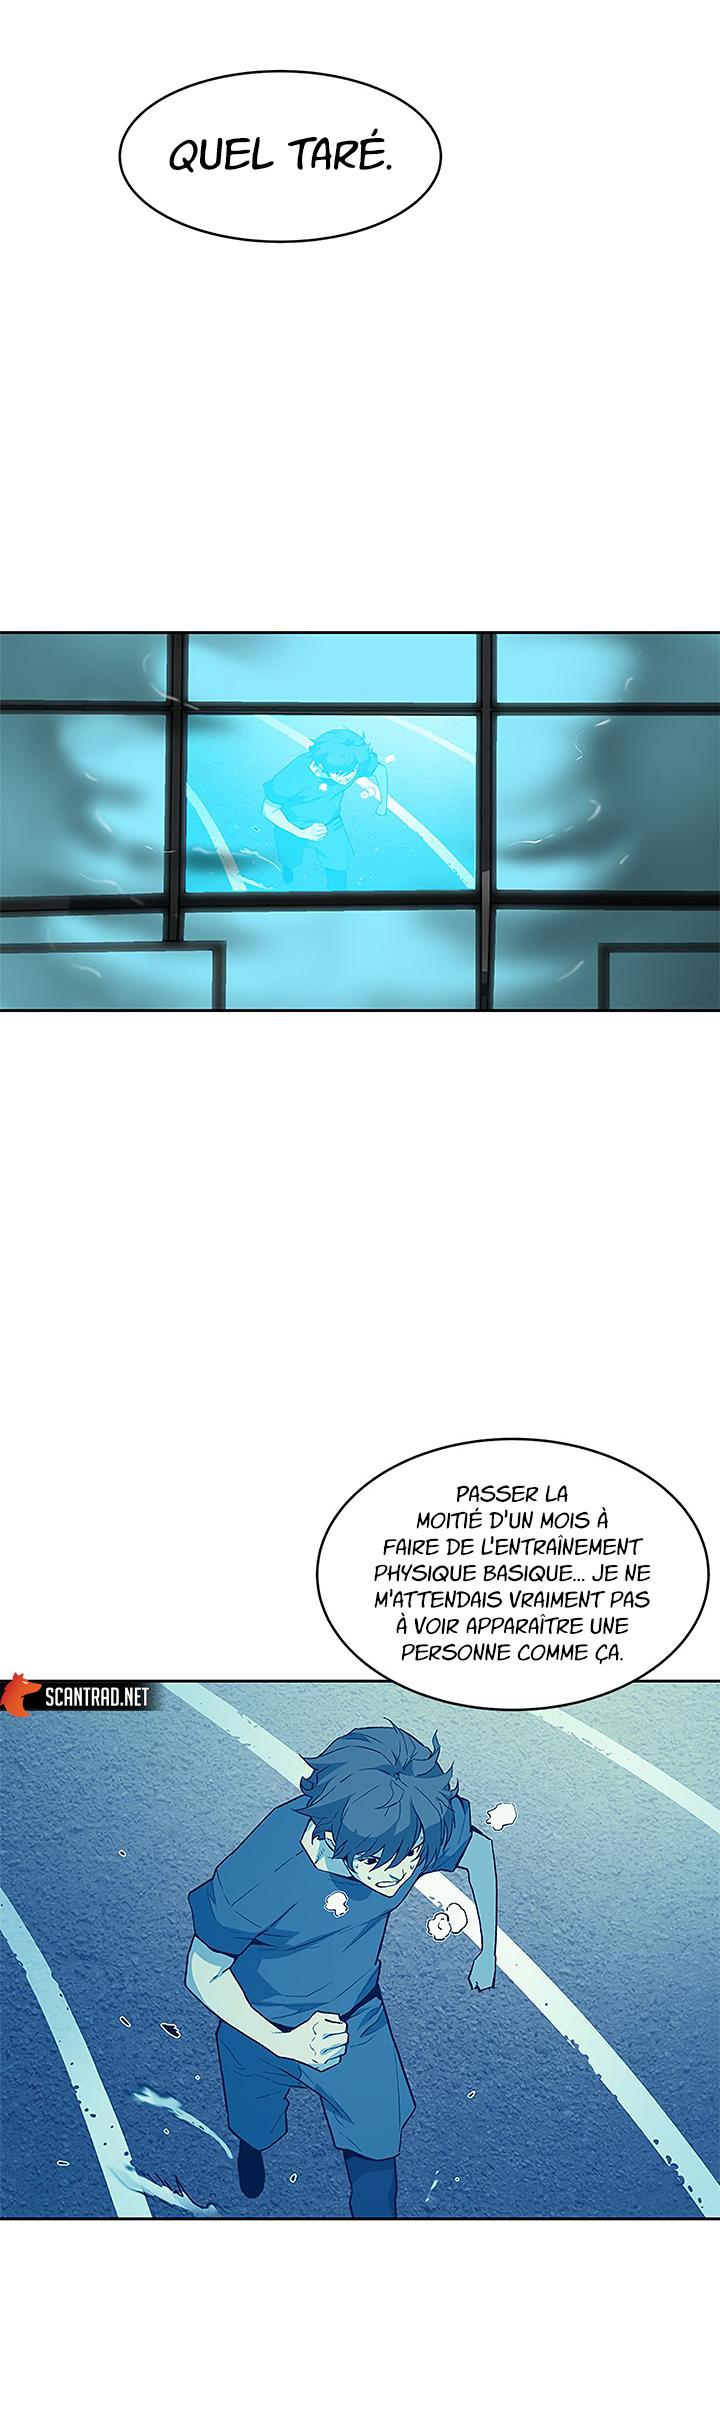 QUEL TARÉ.
PASSER LA
MOITIÉ D'UN MOIS À
FAIRE DE L'ENTRAÎNEMENT
PHYSIQUE BASIQUE... JE NE
M'ATTENDAIS VRAIMENT PAS
À VOIR APPARAÎTRE UNE
PERSONNE COMME ÇA.
SCANTRAD.NET